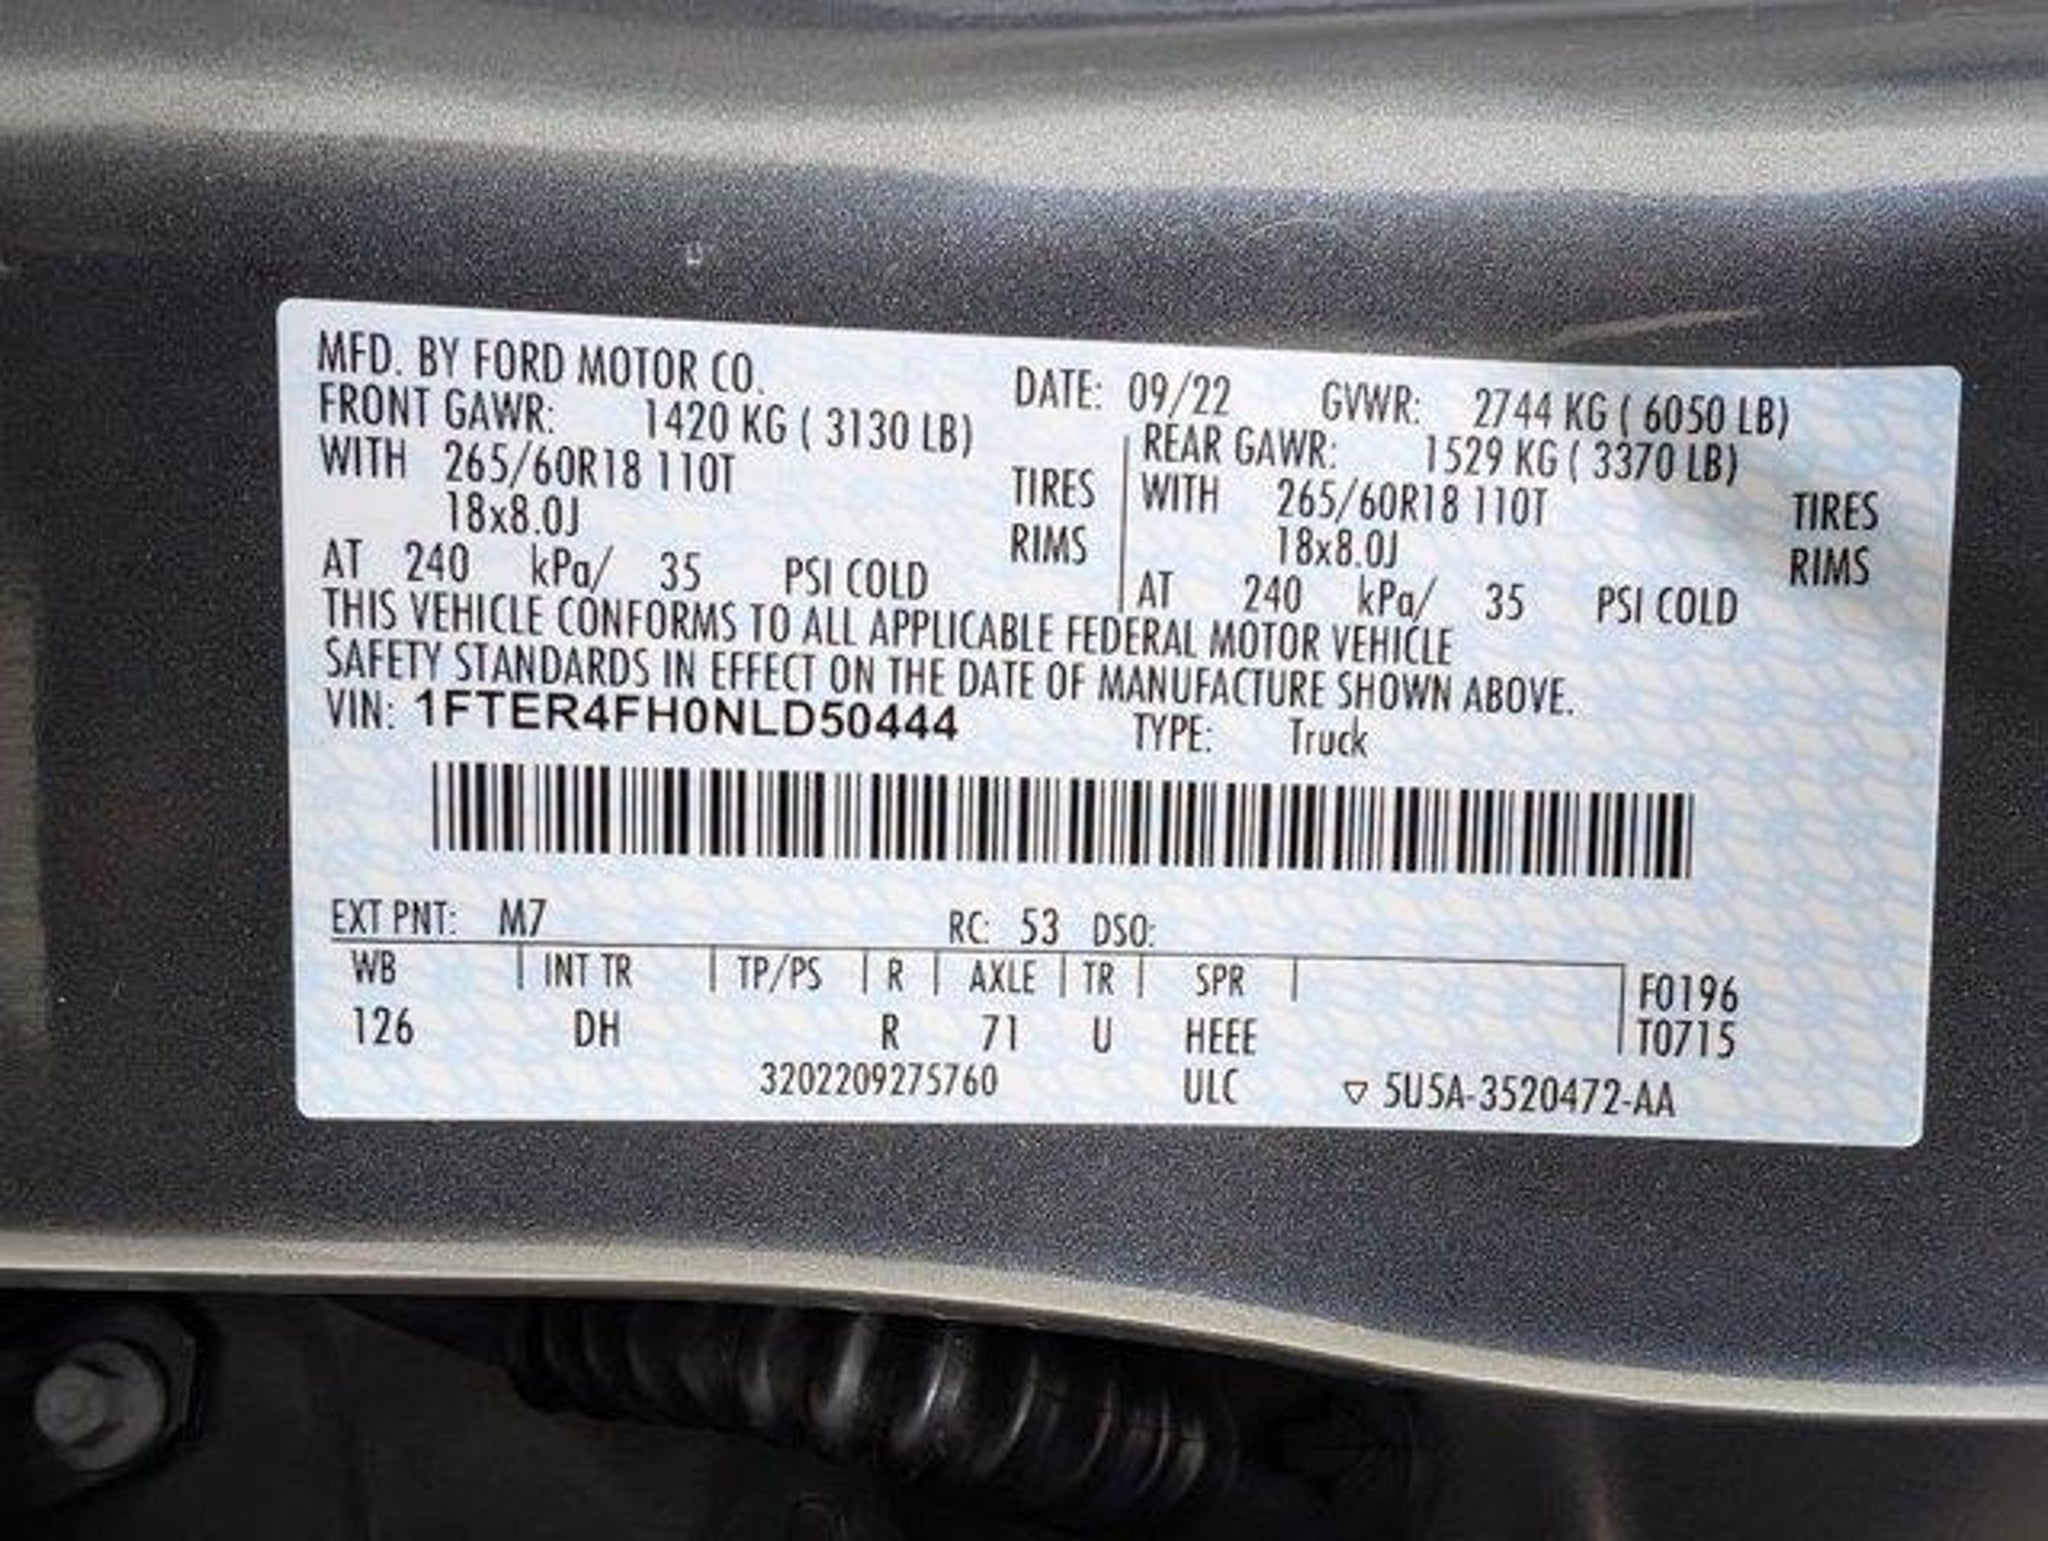 MFD. BY FORD MOTOR CO. DATE: 09/22 GVWR: 2744 KG ( 6050 LB)
FRONT GAWR: 1420 KG ( 3130 LB) REAR GAWR: 1529 KG ( 3370 LB)
WITH 265/60R18 110T TIRES WITH 265/60R18 110T TIRES
18x8.0J RIMS 18x8.0J RIMS
AT 240 kPa/ 35 PSI COLD AT 240 kPa/ 35 PSI COLD
THIS VEHICLE CONFORMS TO ALL APPLICABLE FEDERAL MOTOR VEHICLE
SAFETY STANDARDS IN EFFECT ON THE DATE OF MANUFACTURE SHOWN ABOVE.
VIN: 1FTER4FH0NLD50444 TYPE: Truck
EXT PNT: M7 RC: 53 DSO:
WB INT TR TP/PS R AXLE TR SPR F0196
126 DH R 71 U HEEE T0715
3202209275760 ULC ▽ 5U5A-3520472-AA